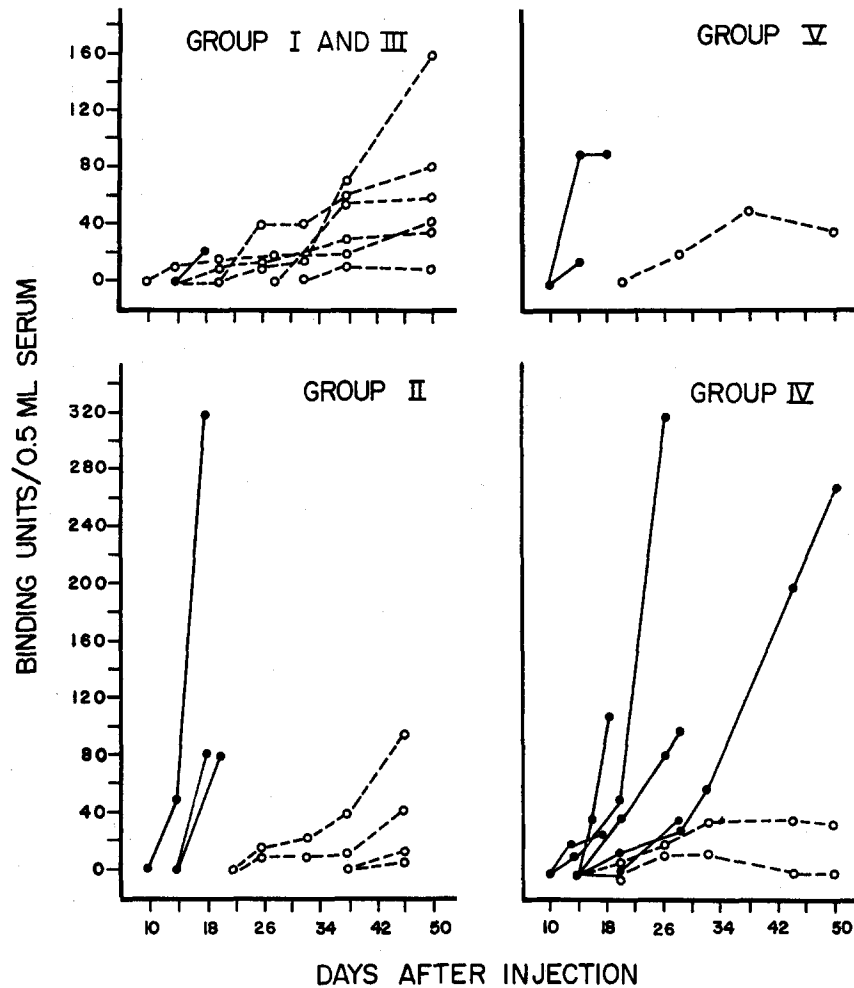 GROUP I AND III
GROUP V
160
120
80
40
0
BINDING UNITS/0.5 ML SERUM
GROUP II
GROUP IV
320
280
240
200
160
120
80
40
0
10 18 26 34 42 50
10 18 26 34 42 50
DAYS AFTER INJECTION